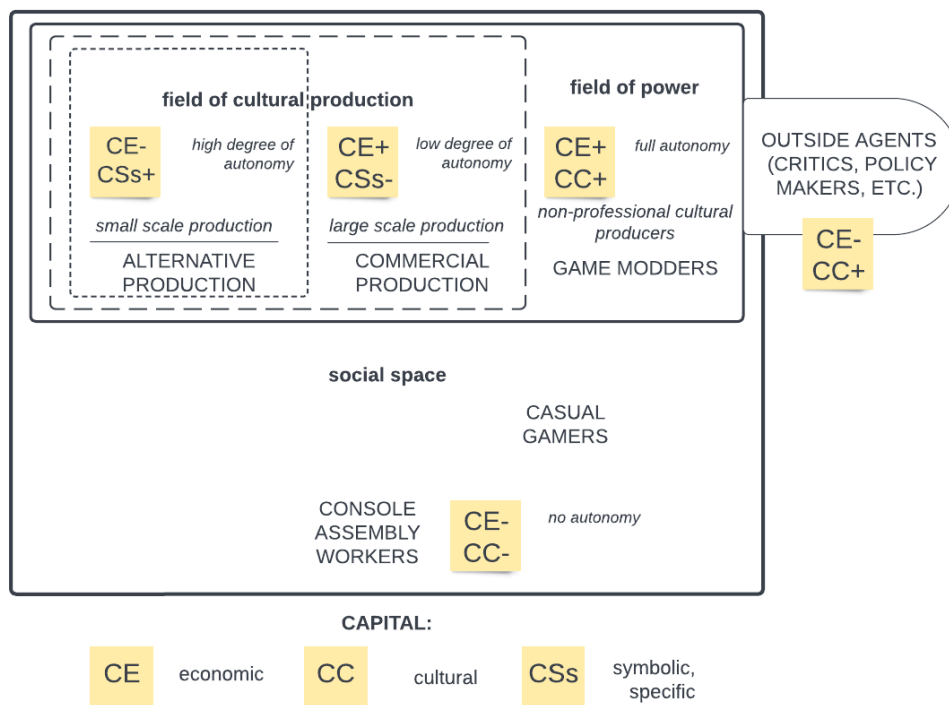 field of cultural production
field of power
CE-
CSs+
high degree of
autonomy
CE+
CSs-
low degree of
autonomy
CE+
CC+
full autonomy
OUTSIDE AGENTS
(CRITICS, POLICY
MAKERS, ETC.)
small scale production
large scale production
non-professional cultural
producers
CE-
CC+
ALTERNATIVE
PRODUCTION
COMMERCIAL
PRODUCTION
GAME MODDERS
social space
CASUAL
GAMERS
CONSOLE
ASSEMBLY
WORKERS
CE-
CC-
no autonomy
CAPITAL:
CE
economic
CC
cultural
CSs
symbolic,
specific